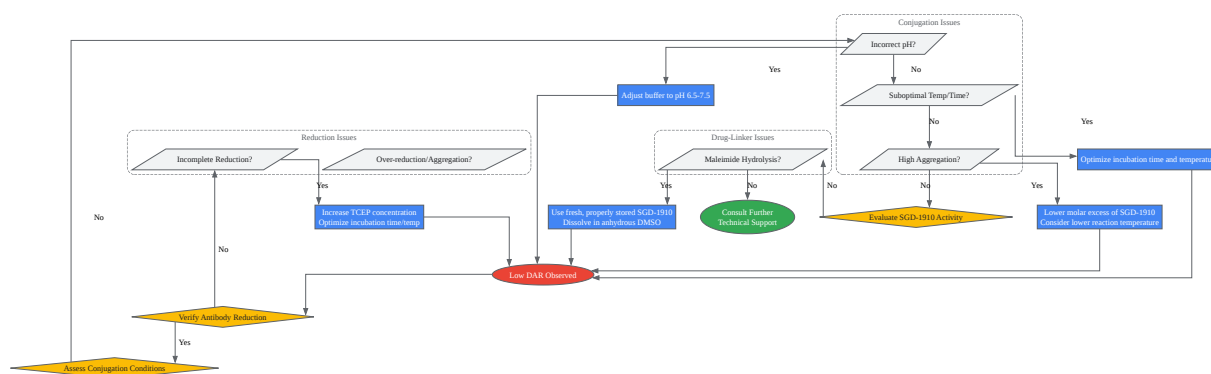 Conjugation Issues
Incorrect pH?
Yes
No
Adjust buffer to pH 6.5-7.5
Suboptimal Temp/Time?
No
Yes
Reduction Issues
Drug-Linker Issues
Incomplete Reduction?
Over-reduction/Aggregation?
Maleimide Hydrolysis?
High Aggregation?
Optimize incubation time and temperatu
Yes
Yes
No
No
No
Yes
Increase TCEP concentration
Optimize incubation time/temp
Use fresh, properly stored SGD-1910
Dissolve in anhydrous DMSO
Consult Further
Technical Support
Evaluate SGD-1910 Activity
Lower molar excess of SGD-1910
Consider lower reaction temperature
No
No
Low DAR Observed
Verify Antibody Reduction
Yes
Assess Conjugation Conditions